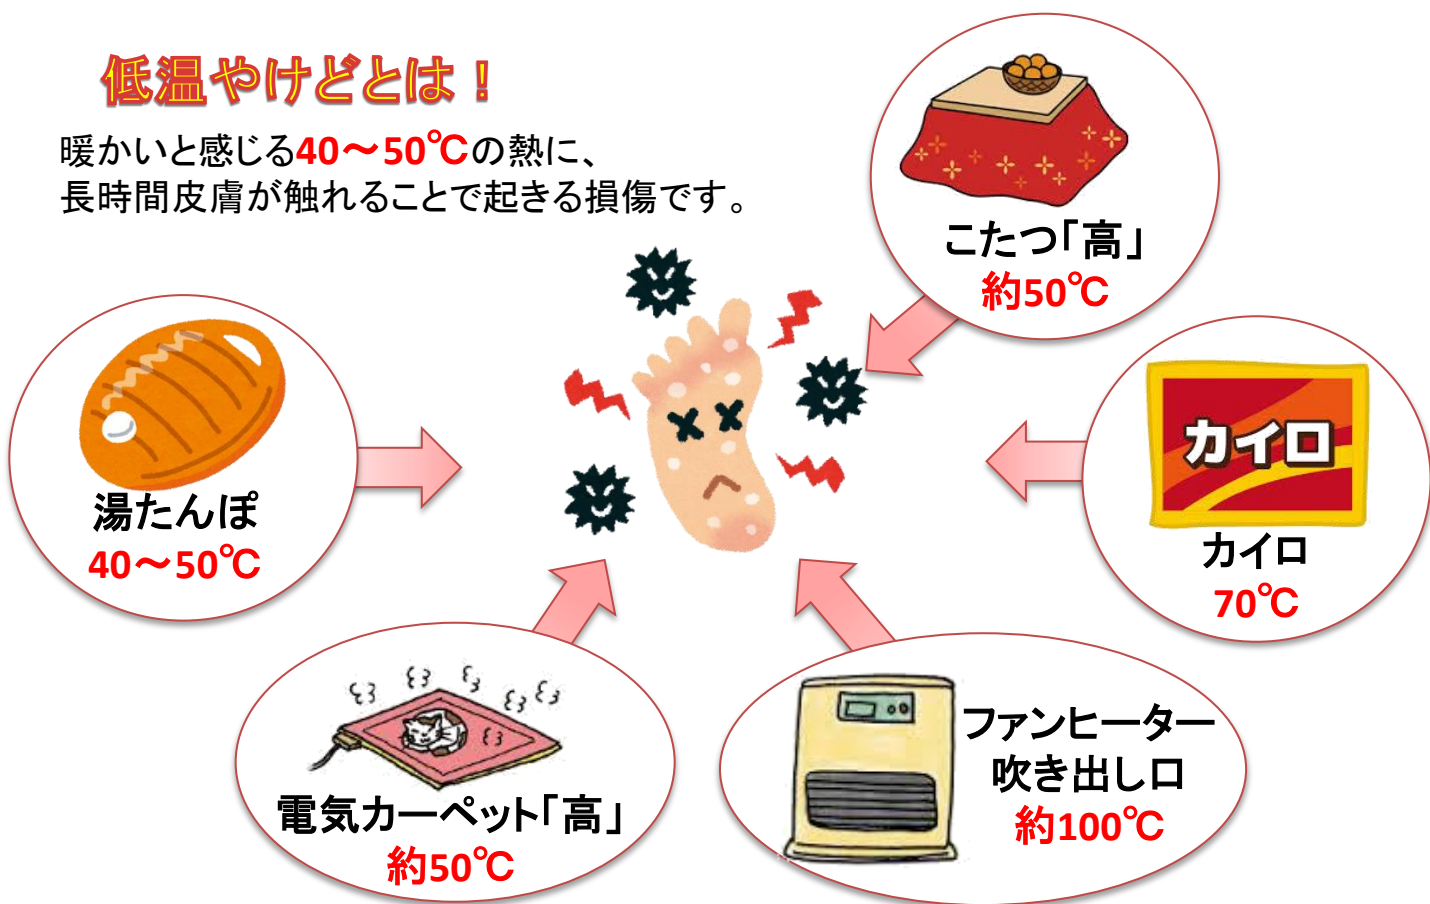 低温やけどとは！
暖かいと感じる40～50℃の熱に、
長時間皮膚が触れることで起きる損傷です。
こたつ「高」
約50℃
湯たんぽ
40～50℃
カイロ
カイロ
70℃
電気カーペット「高」
約50℃
ファンヒーター
吹き出し口
約100℃